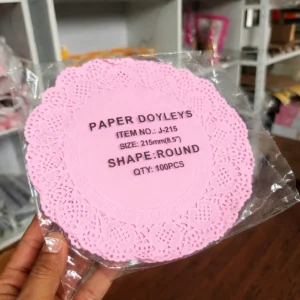 PAPER DOYLEYS
ITEM NO.: J-215
SIZE: 215mm(8.5")
SHAPE:ROUND
QTY: 100PCS